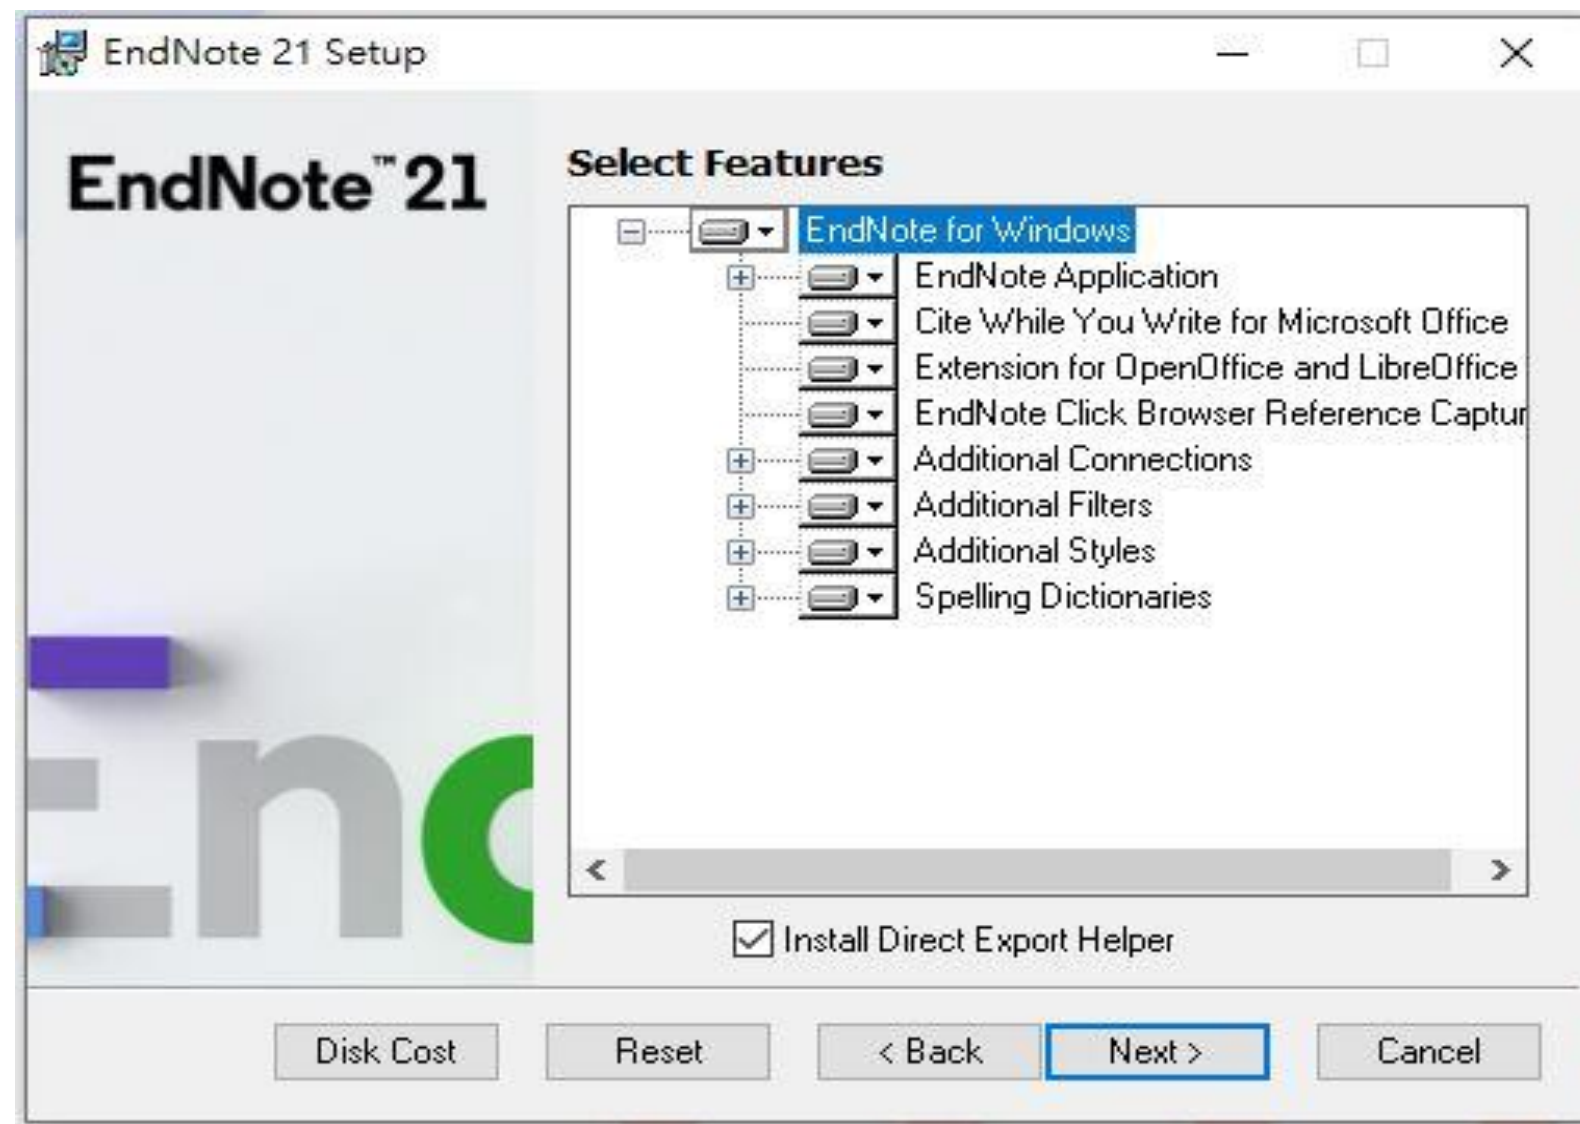 EndNote 21 Setup
EndNote™21
Select Features
EndNote for Windows
EndNote Application
Cite While You Write for Microsoft Office
Extension for OpenOffice and LibreOffice
EndNote Click Browser Reference Captur
Additional Connections
Additional Filters
Additional Styles
Spelling Dictionaries
En
Install Direct Export Helper
Disk Cost
Reset
< Back
Next >
Cancel